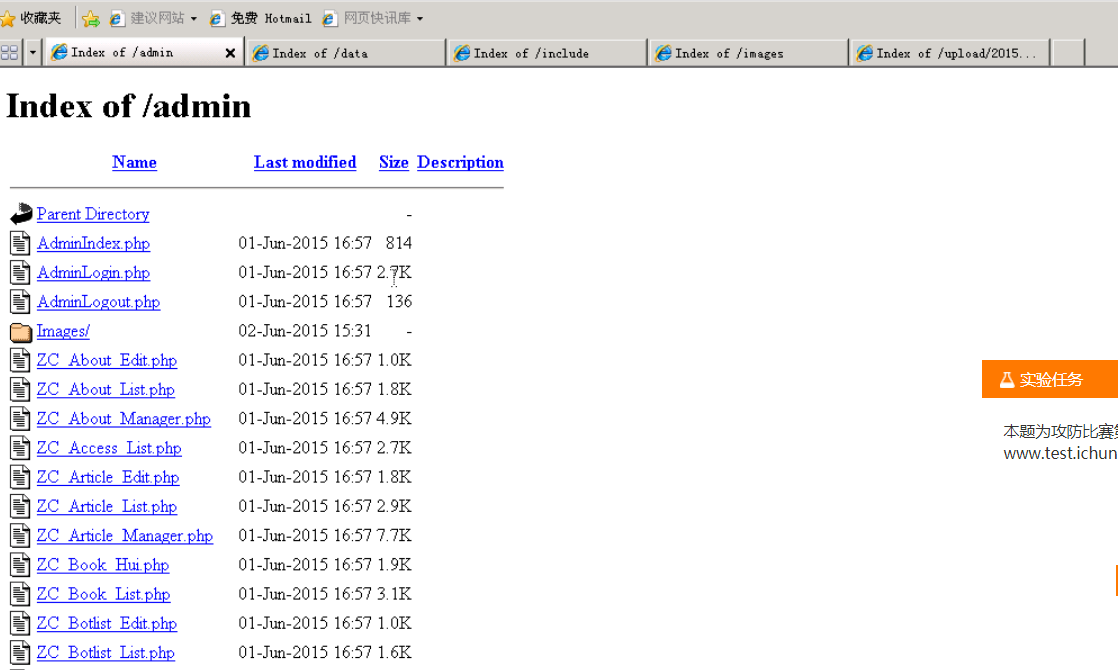 收藏夹 建议网站 免费 Hotmail 网页快讯库
Index of /admin Index of /data Index of /include Index of /images Index of /upload/2015...
Index of /admin
Name Last modified Size Description
Parent Directory -
AdminIndex.php 01-Jun-2015 16:57 814
AdminLogin.php 01-Jun-2015 16:57 2.7K
AdminLogout.php 01-Jun-2015 16:57 136
Images/ 02-Jun-2015 15:31 -
ZC_About_Edit.php 01-Jun-2015 16:57 1.0K
ZC_About_List.php 01-Jun-2015 16:57 1.8K
ZC_About_Manager.php 01-Jun-2015 16:57 4.9K
ZC_Access_List.php 01-Jun-2015 16:57 2.7K
ZC_Article_Edit.php 01-Jun-2015 16:57 1.8K
ZC_Article_List.php 01-Jun-2015 16:57 2.9K
ZC_Article_Manager.php 01-Jun-2015 16:57 7.7K
ZC_Book_Hui.php 01-Jun-2015 16:57 1.9K
ZC_Book_List.php 01-Jun-2015 16:57 3.1K
ZC_Botlist_Edit.php 01-Jun-2015 16:57 1.0K
ZC_Botlist_List.php 01-Jun-2015 16:57 1.6K
实验任务
本题为攻防比赛
www.test.ichun